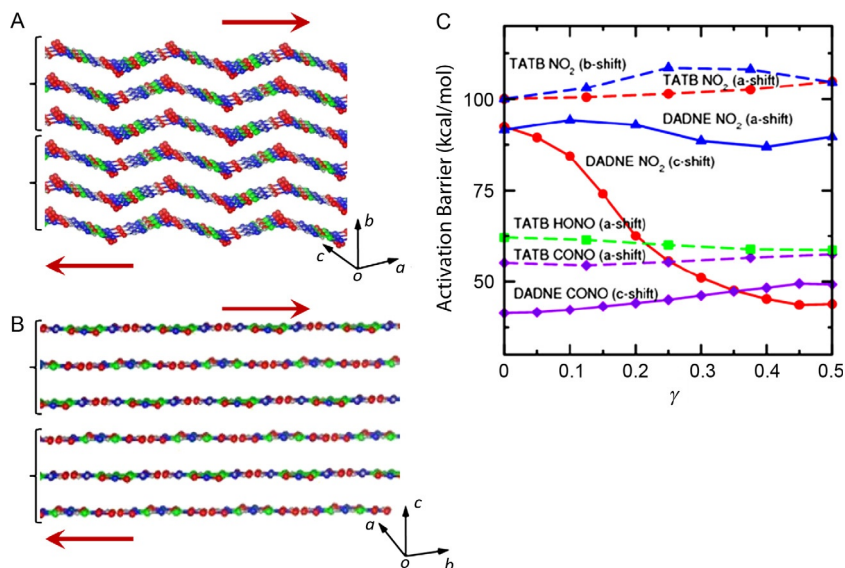 A
b
c
o
a
B
c
a
o
b
C
TATB NO₂ (b-shift)
TATB NO₂ (a-shift)
DADNE NO₂ (a-shift)
DADNE NO₂ (c-shift)
TATB HONO (a-shift)
TATB CONO (a-shift)
DADNE CONO (c-shift)
Activation Barrier (kcal/mol)
100
75
50
0
0.1
0.2
0.3
0.4
0.5
γ